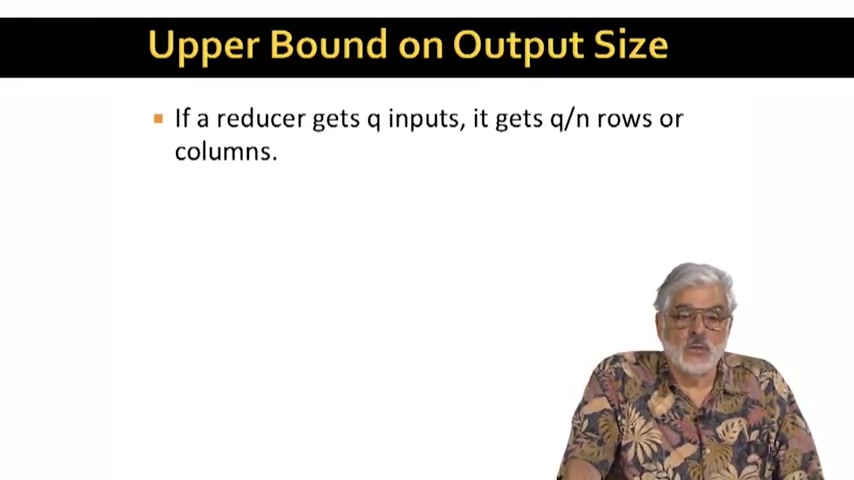 Upper Bound on Output Size
If a reducer gets q inputs, it gets q/n rows or
columns.